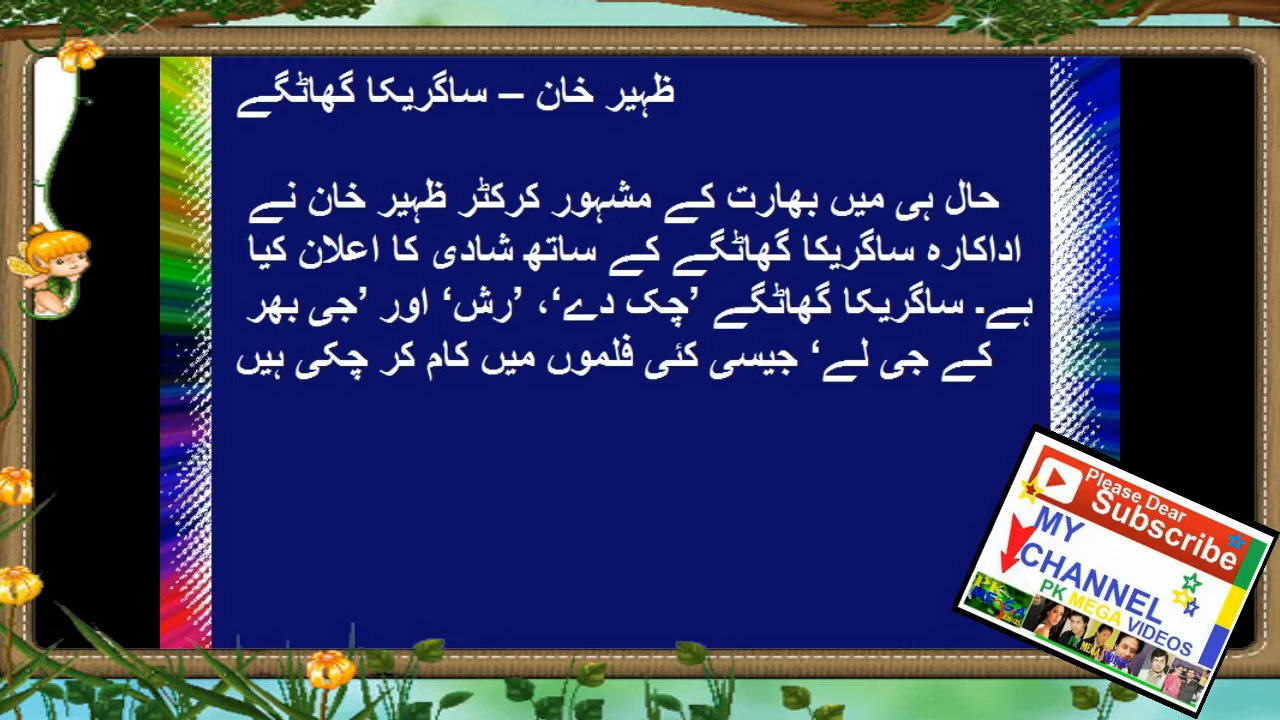 ظہیر خان – ساگریکا گھاٹگے
حال ہی میں بھارت کے مشہور کرکٹر ظہیر خان نے
اداکارہ ساگریکا گھاٹگے کے ساتھ شادی کا اعلان کیا
ہے۔ ساگریکا گھاٹگے ’چک دے‘، ’رش‘ اور ’جی بھر
کے جی لے‘ جیسی کئی فلموں میں کام کر چکی ہیں
Please Dear
Subscribe
MY
CHANNEL
PK MEGA VIDEOS